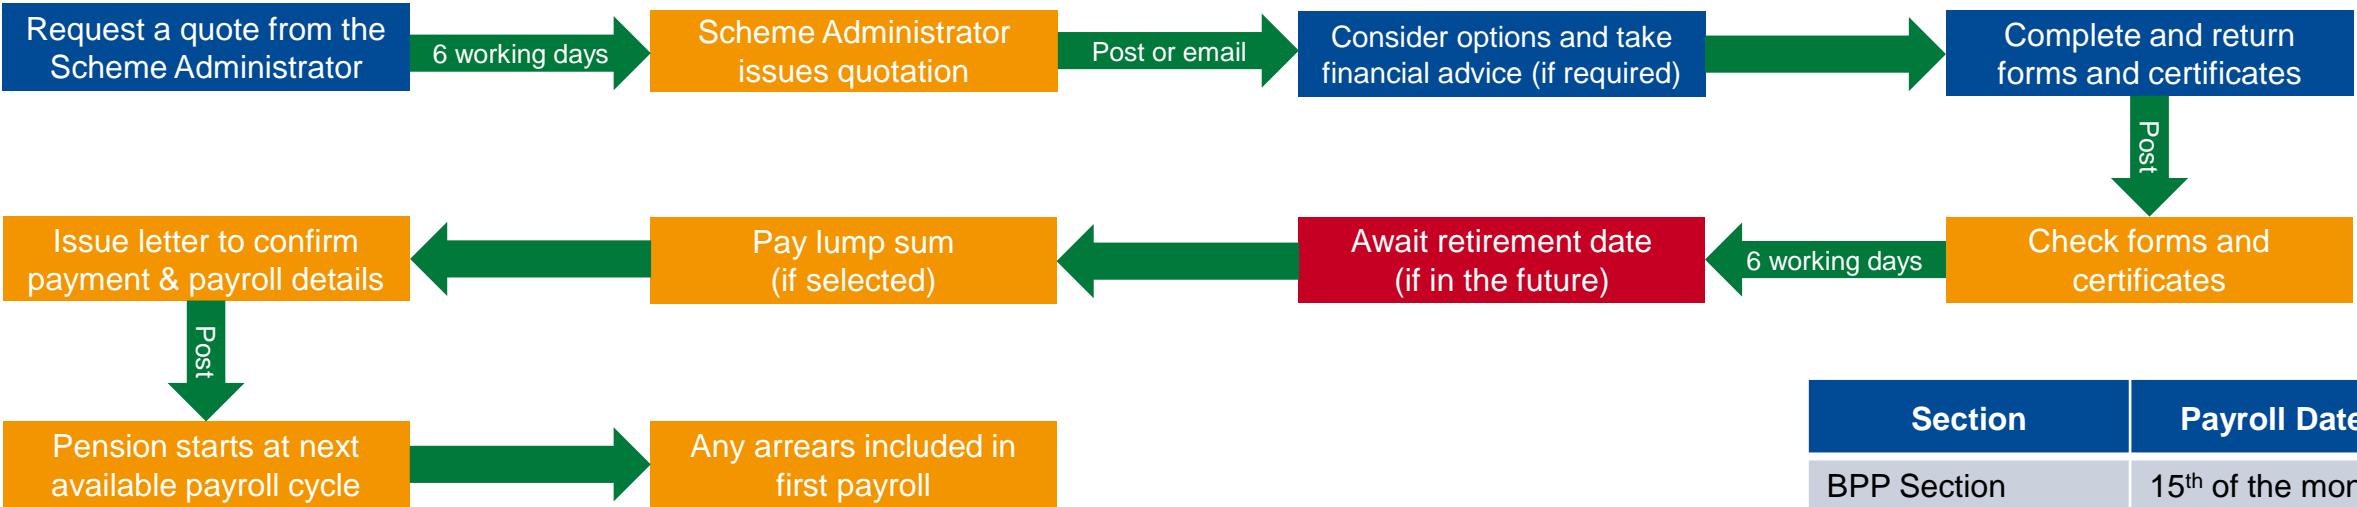 Request a quote from the
Scheme Administrator
6 working days
Scheme Administrator
issues quotation
Post or email
Consider options and take
financial advice (if required)
Complete and return
forms and certificates
Post
Check forms and
certificates
6 working days
Await retirement date
(if in the future)
Pay lump sum
(if selected)
Issue letter to confirm
payment & payroll details
Post
Pension starts at next
available payroll cycle
Any arrears included in
first payroll
Section
Payroll Date
BPP Section
15th of the mon